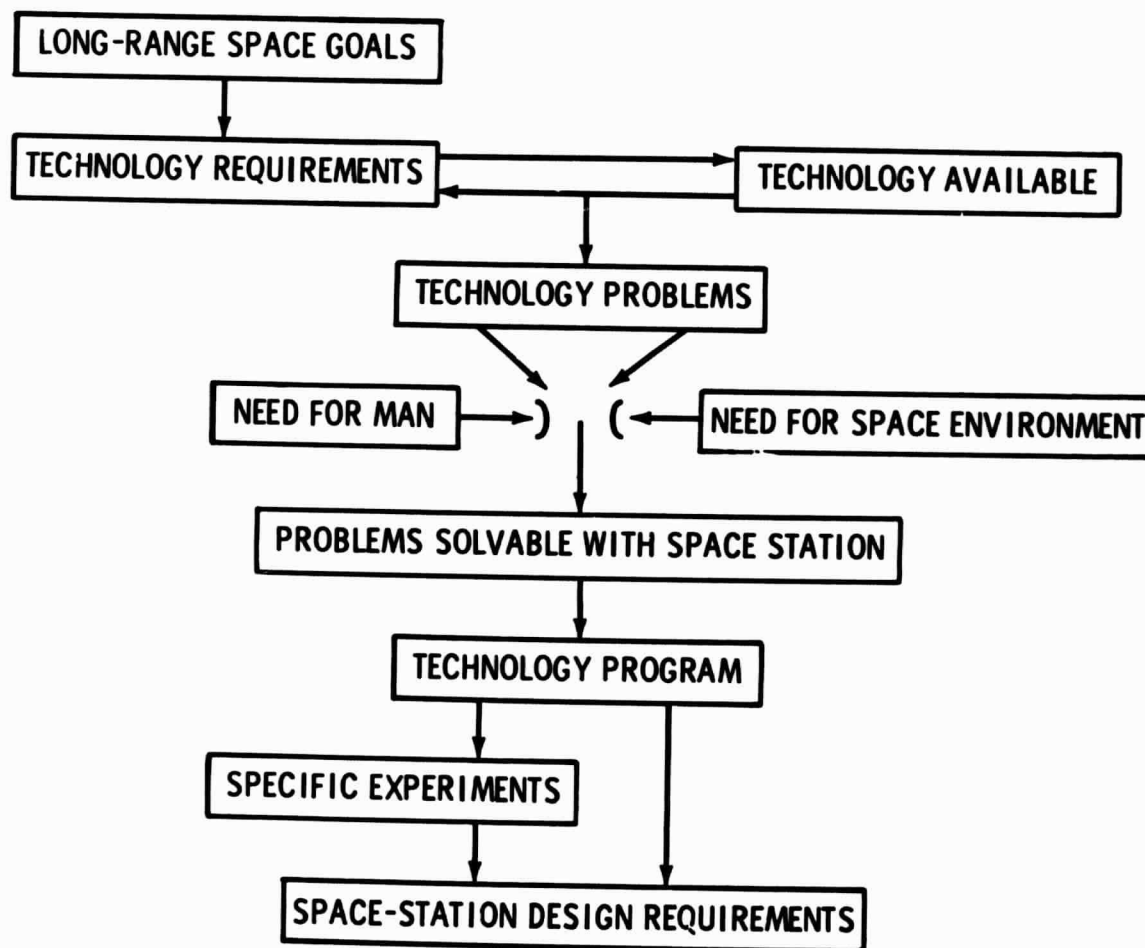 LONG-RANGE SPACE GOALS
TECHNOLOGY REQUIREMENTS
TECHNOLOGY AVAILABLE
TECHNOLOGY PROBLEMS
NEED FOR MAN
NEED FOR SPACE ENVIRONMENT
PROBLEMS SOLVABLE WITH SPACE STATION
TECHNOLOGY PROGRAM
SPECIFIC EXPERIMENTS
SPACE-STATION DESIGN REQUIREMENTS